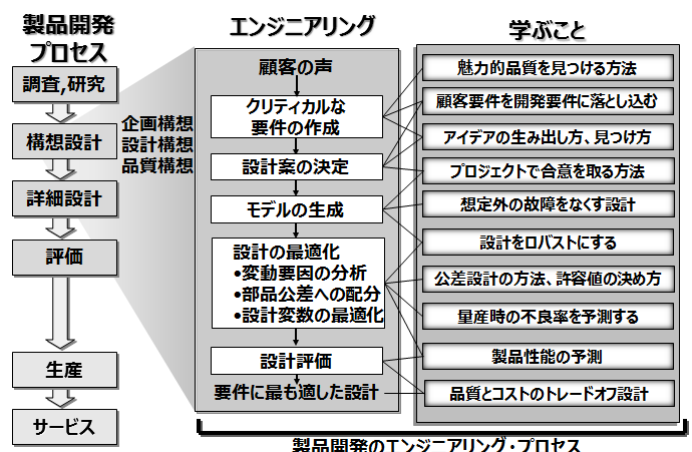 製品開発
プロセス
調査,研究
構想設計
詳細設計
評価
生産
サービス
企画構想
設計構想
品質構想
エンジニアリング
顧客の声
クリティカルな
要件の作成
設計案の決定
モデルの生成
設計の最適化
•変動要因の分析
•部品公差への配分
•設計変数の最適化
設計評価
要件に最も適した設計
学ぶこと
魅力的品質を見つける方法
顧客要件を開発要件に落とし込む
アイデアの生み出し方、見つけ方
プロジェクトで合意を取る方法
想定外の故障をなくす設計
設計をロバストにする
公差設計の方法、許容値の決め方
量産時の不良率を予測する
製品性能の予測
品質とコストのトレードオフ設計
製品開発のエンジニアリング・プロセス